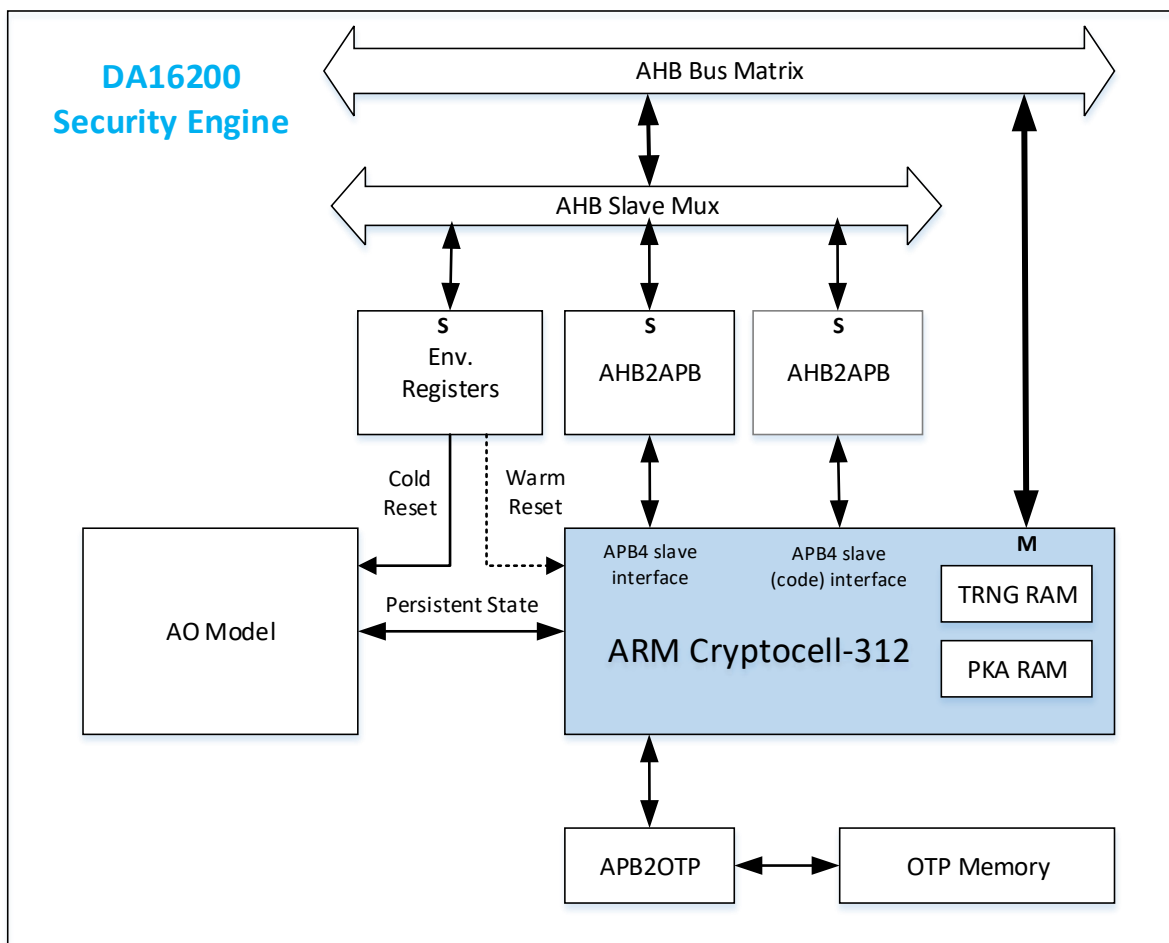 DA16200
Security Engine
AHB Bus Matrix
AHB Slave Mux
S
Env.
Registers
S
AHB2APB
S
AHB2APB
Cold
Reset
Warm
Reset
AO Model
Persistent State
APB4 slave
interface
APB4 slave
(code) interface
M
TRNG RAM
ARM Cryptocell-312
PKA RAM
APB2OTP
OTP Memory